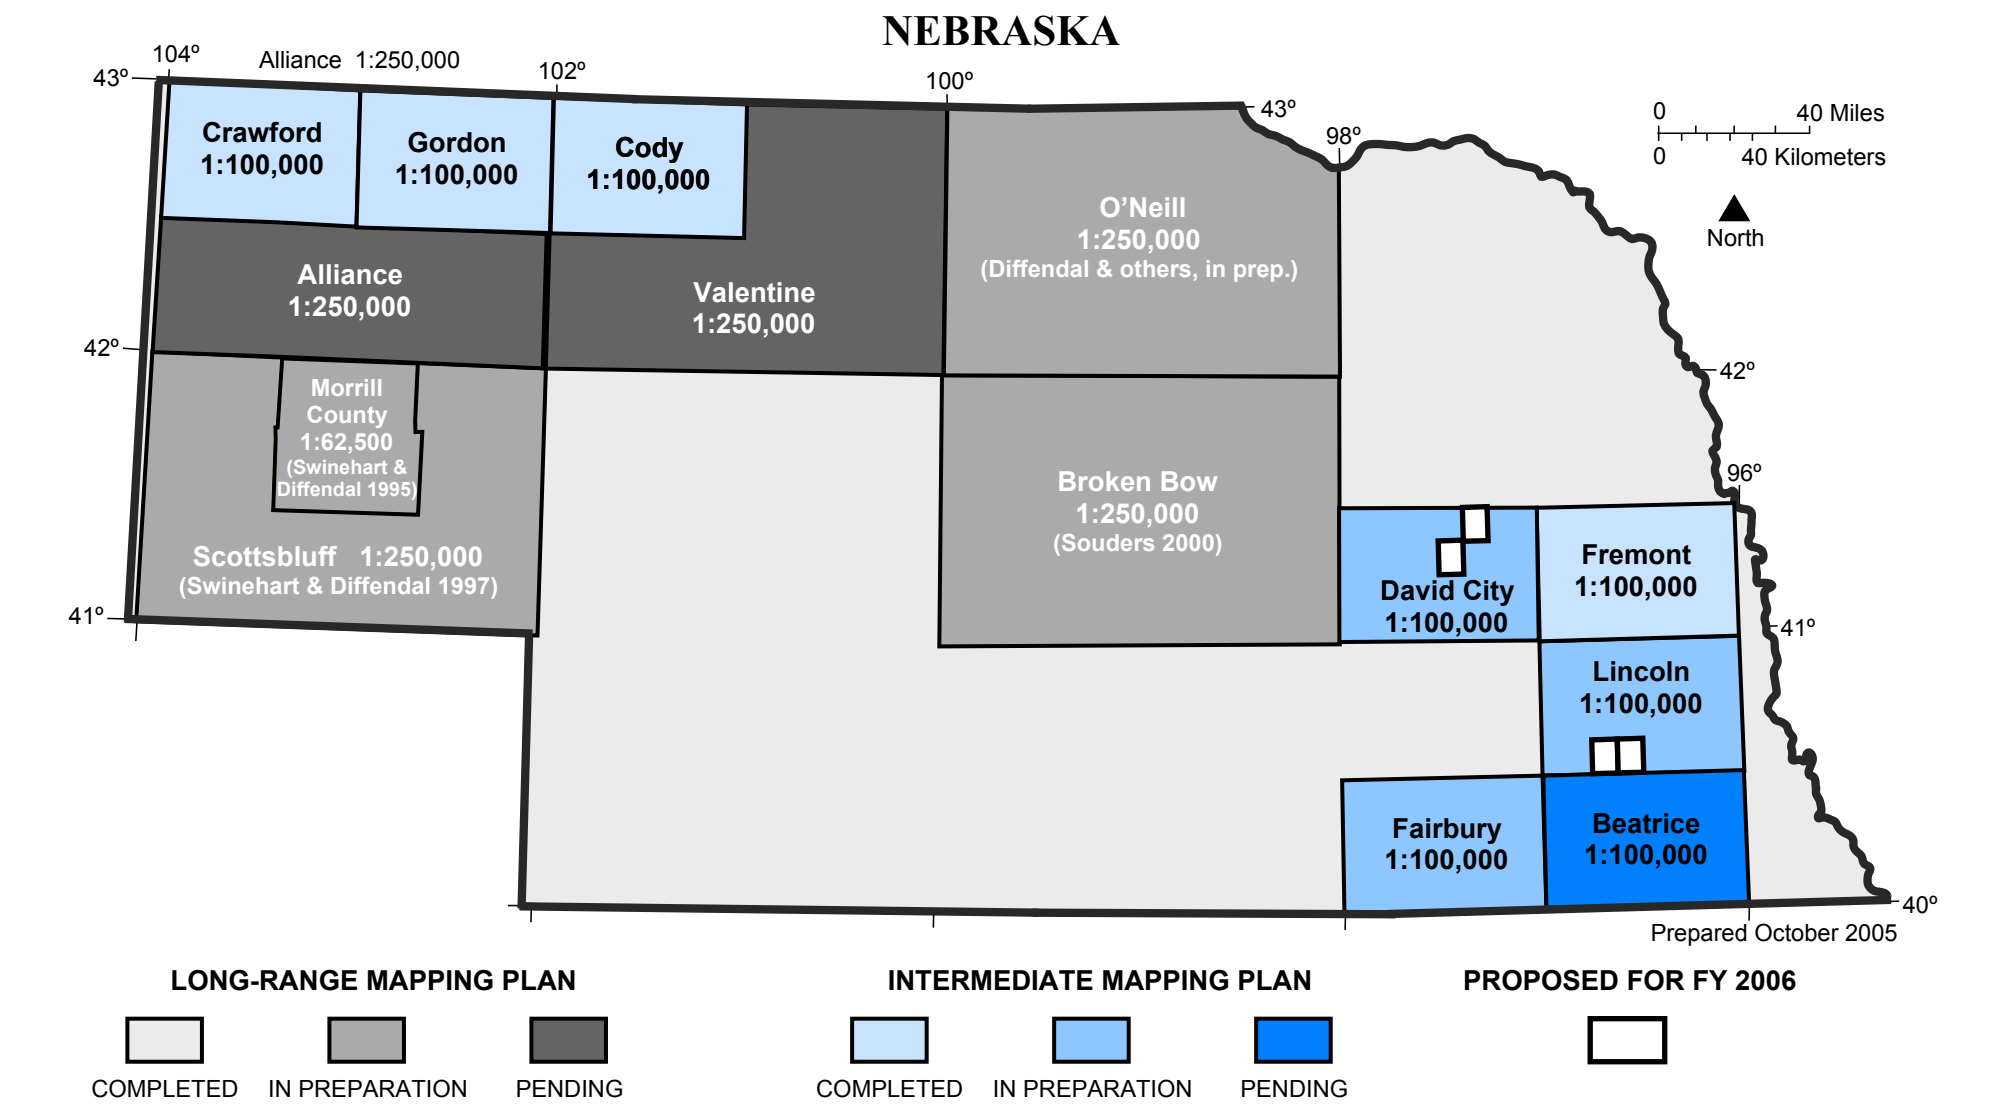 NEBRASKA
104º
Alliance 1:250,000
102º
100º
43º
43º
98º
0 40 Miles
0 40 Kilometers
North
Crawford
1:100,000
Gordon
1:100,000
Cody
1:100,000
O’Neill
1:250,000
(Diffendal & others, in prep.)
Alliance
1:250,000
Valentine
1:250,000
42º
42º
Morrill
County
1:62,500
(Swinehart &
Diffendal 1995)
Scottsbluff 1:250,000
(Swinehart & Diffendal 1997)
Broken Bow
1:250,000
(Souders 2000)
96º
David City
1:100,000
Fremont
1:100,000
41º
41º
Lincoln
1:100,000
Fairbury
1:100,000
Beatrice
1:100,000
40º
Prepared October 2005
LONG-RANGE MAPPING PLAN
COMPLETED
IN PREPARATION
PENDING
INTERMEDIATE MAPPING PLAN
COMPLETED
IN PREPARATION
PENDING
PROPOSED FOR FY 2006